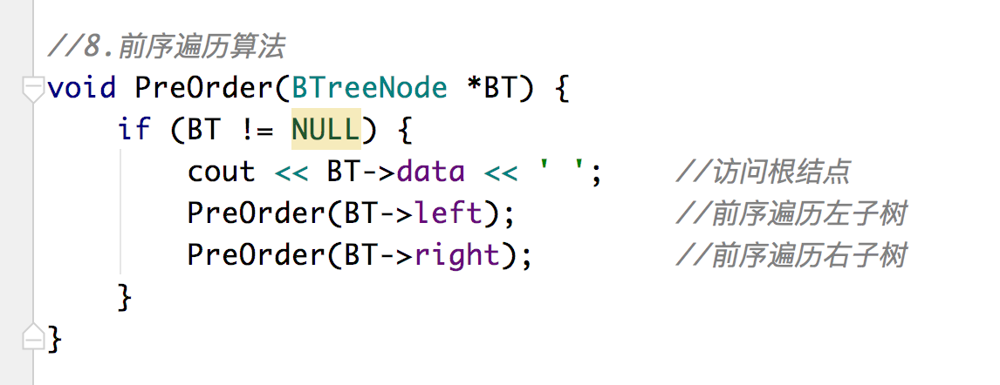 //8.前序遍历算法
void PreOrder(BTreeNode *BT) {
    if (BT != NULL) {
        cout << BT->data << ' ';    //访问根结点
        PreOrder(BT->left);         //前序遍历左子树
        PreOrder(BT->right);        //前序遍历右子树
    }
}